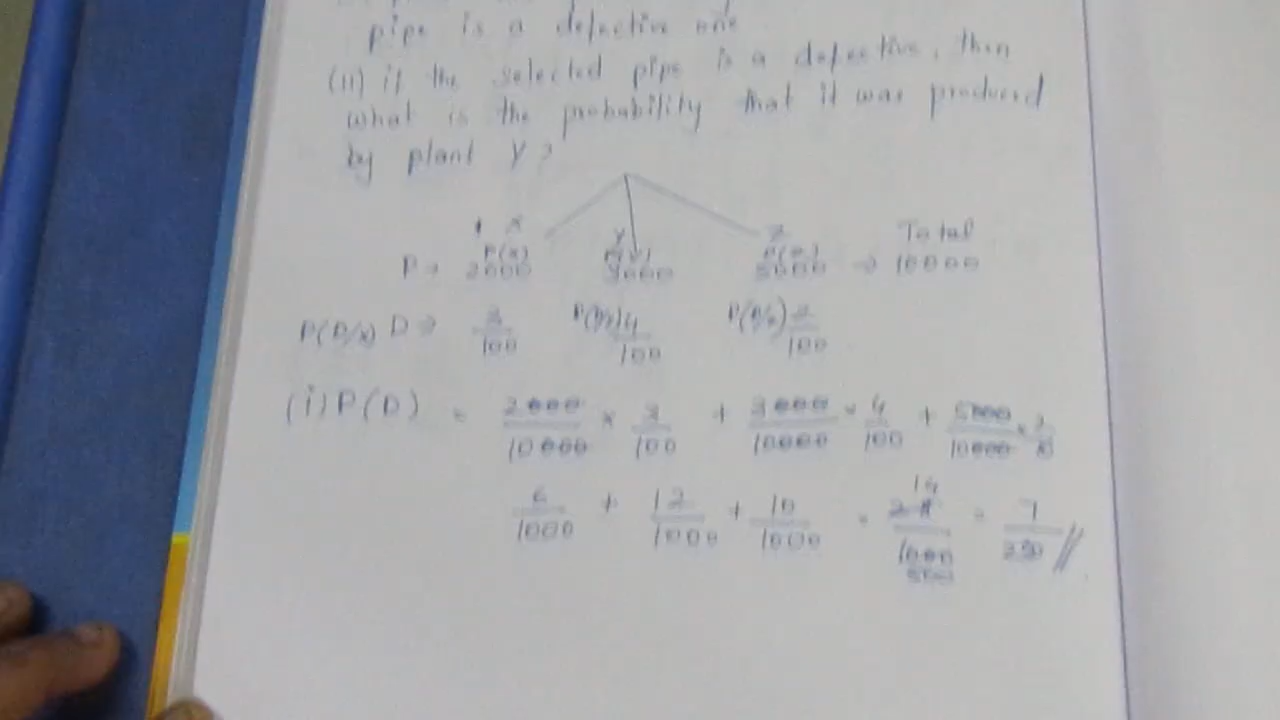 pipe is a defective one
(ii) if the selected pipe is a defective, then
what is the probability that it was produced
by plant Y?
X Y Z Total
P(X) P(Y) P(Z)
P → 2000 3000 5000 → 10000
P(D/X) D → 3/100 P(D/Y) 4/100 P(D/Z) 2/100
(i) P(D) = 2000/10000 × 3/100 + 3000/10000 × 4/100 + 5000/10000 ×
6/1000 + 12/1000 + 10/1000 = 28/1000 = 7/250 //
14
500